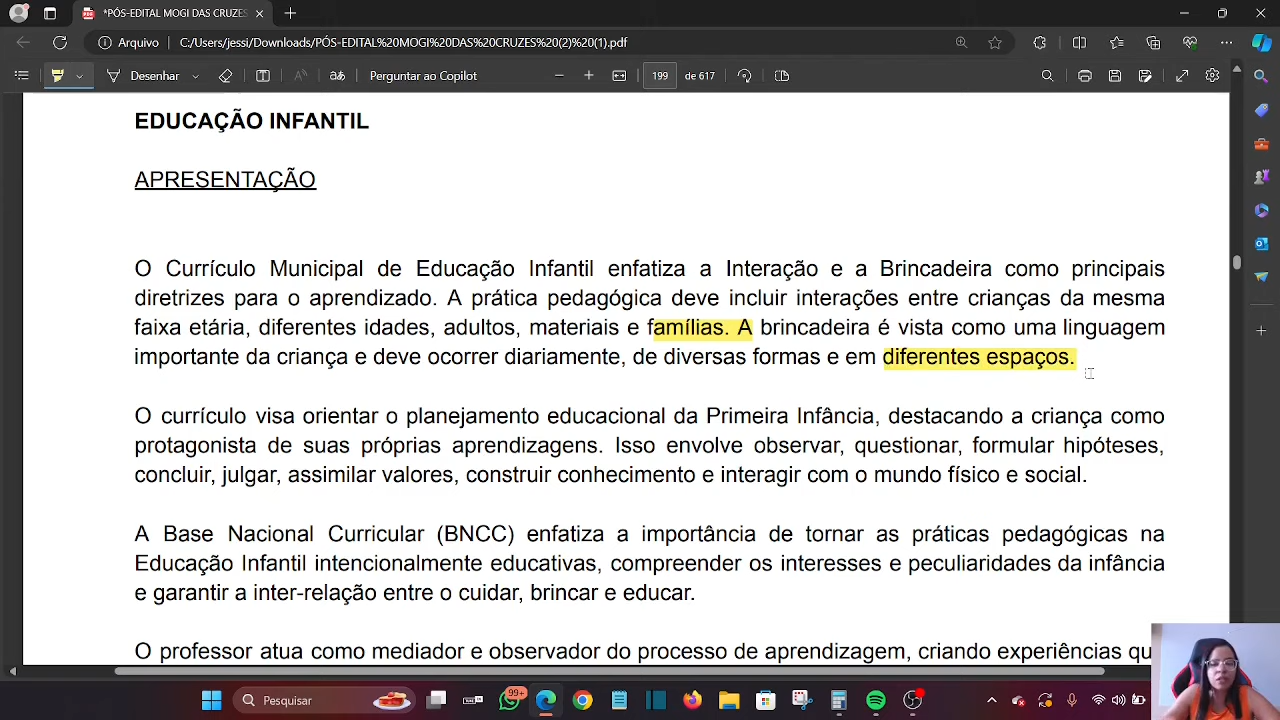 *PÓS-EDITAL MOGI DAS CRUZES
Arquivo C:/Users/jessi/Downloads/PÓS-EDITAL%20MOGI%20DAS%20CRUZES%20(2)%20(1).pdf
Desenhar
Perguntar ao Copilot
199 de 617
EDUCAÇÃO INFANTIL
APRESENTAÇÃO
O Currículo Municipal de Educação Infantil enfatiza a Interação e a Brincadeira como principais
diretrizes para o aprendizado. A prática pedagógica deve incluir interações entre crianças da mesma
faixa etária, diferentes idades, adultos, materiais e famílias. A brincadeira é vista como uma linguagem
importante da criança e deve ocorrer diariamente, de diversas formas e em diferentes espaços.
O currículo visa orientar o planejamento educacional da Primeira Infância, destacando a criança como
protagonista de suas próprias aprendizagens. Isso envolve observar, questionar, formular hipóteses,
concluir, julgar, assimilar valores, construir conhecimento e interagir com o mundo físico e social.
A Base Nacional Curricular (BNCC) enfatiza a importância de tornar as práticas pedagógicas na
Educação Infantil intencionalmente educativas, compreender os interesses e peculiaridades da infância
e garantir a inter-relação entre o cuidar, brincar e educar.
O professor atua como mediador e observador do processo de aprendizagem, criando experiências qu
Pesquisar
99+